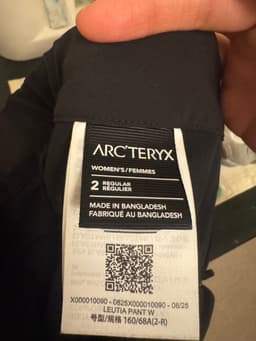 ARC'TERYX
WOMEN'S/FEMMES
2 REGULAR
RÉGULIER
MADE IN BANGLADESH
FABRIQUÉ AU BANGLADESH
X000010090 - 0825X000010090 - 08/25
LEUTIA PANT W
号型/规格 160/68A(2-R)